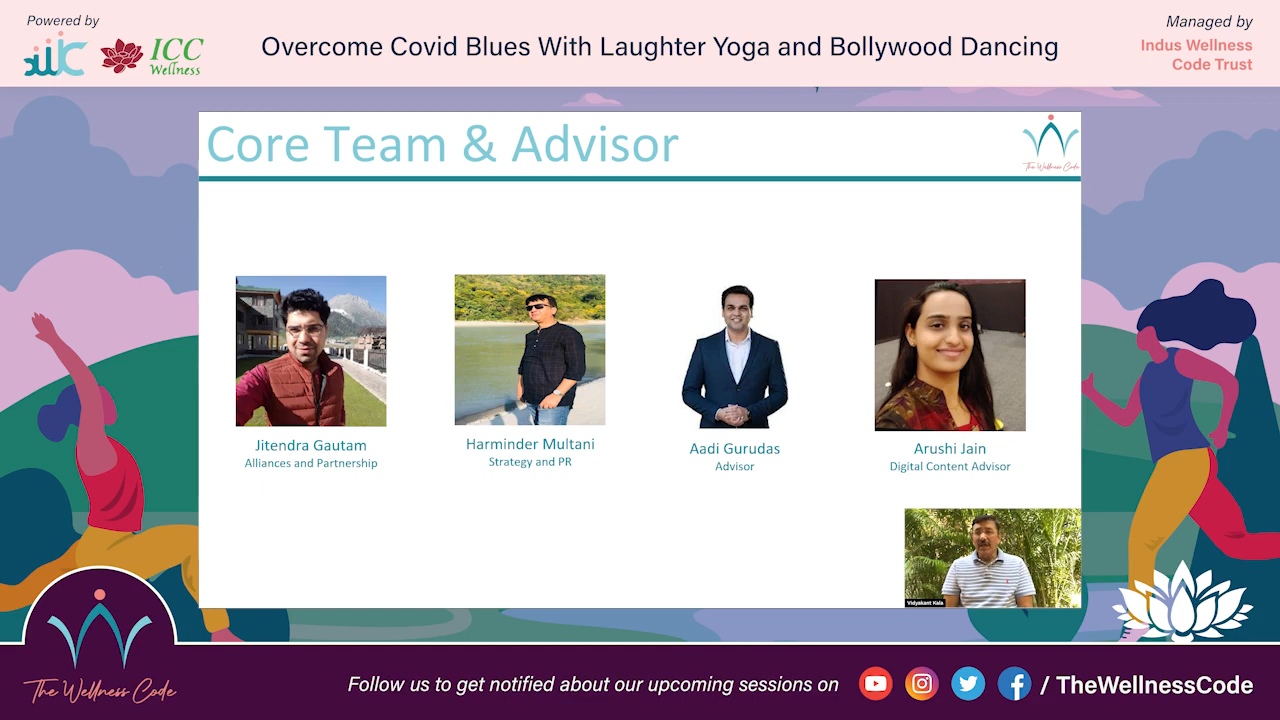 Powered by
ICC
Wellness
Overcome Covid Blues With Laughter Yoga and Bollywood Dancing
Managed by
Indus Wellness
Code Trust
Core Team & Advisor
The Wellness Code
Jitendra Gautam
Alliances and Partnership
Harminder Multani
Strategy and PR
Aadi Gurudas
Advisor
Arushi Jain
Digital Content Advisor
Vidyakant Kala
The Wellness Code
Follow us to get notified about our upcoming sessions on
/ TheWellnessCode